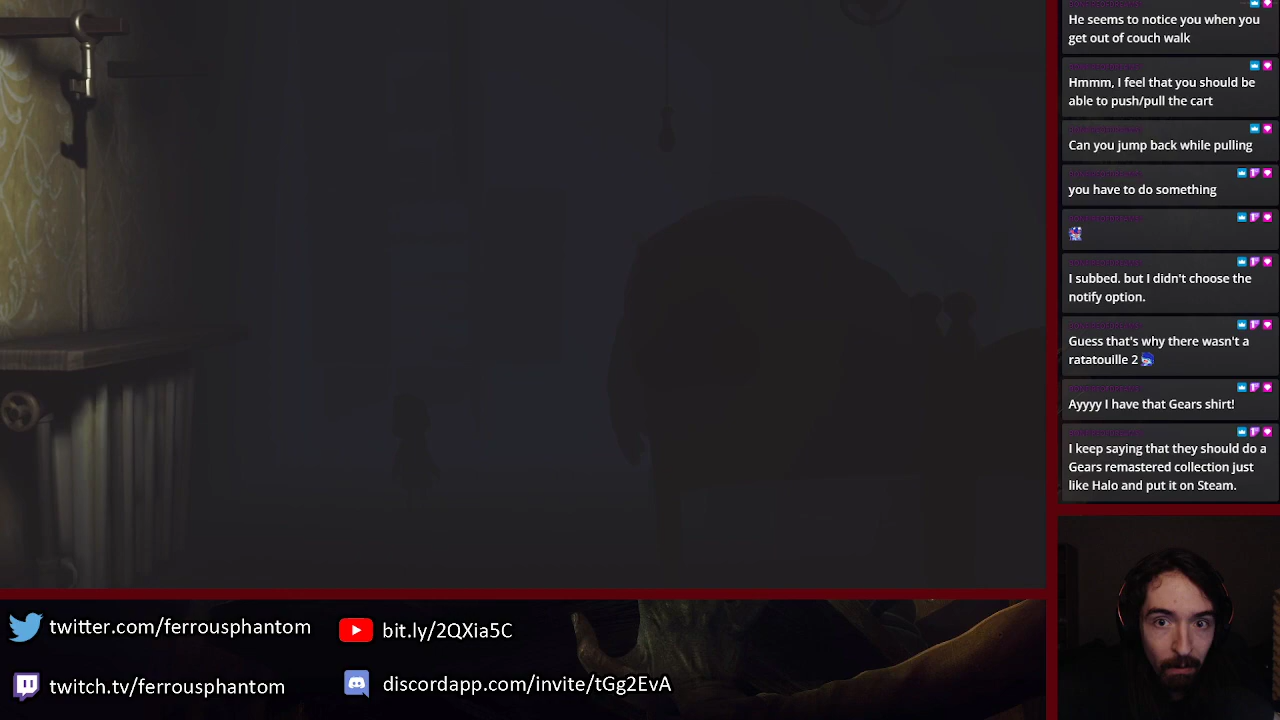 He seems to notice you when you
get out of couch walk
Hmmm, I feel that you should be
able to push/pull the cart
Can you jump back while pulling
you have to do something
I subbed. but I didn't choose the
notify option.
Guess that's why there wasn't a
ratatouille 2
Ayyyy I have that Gears shirt!
I keep saying that they should do a
Gears remastered collection just
like Halo and put it on Steam.
twitter.com/ferrousphantom
bit.ly/2QXia5C
twitch.tv/ferrousphantom
discordapp.com/invite/tGg2EvA